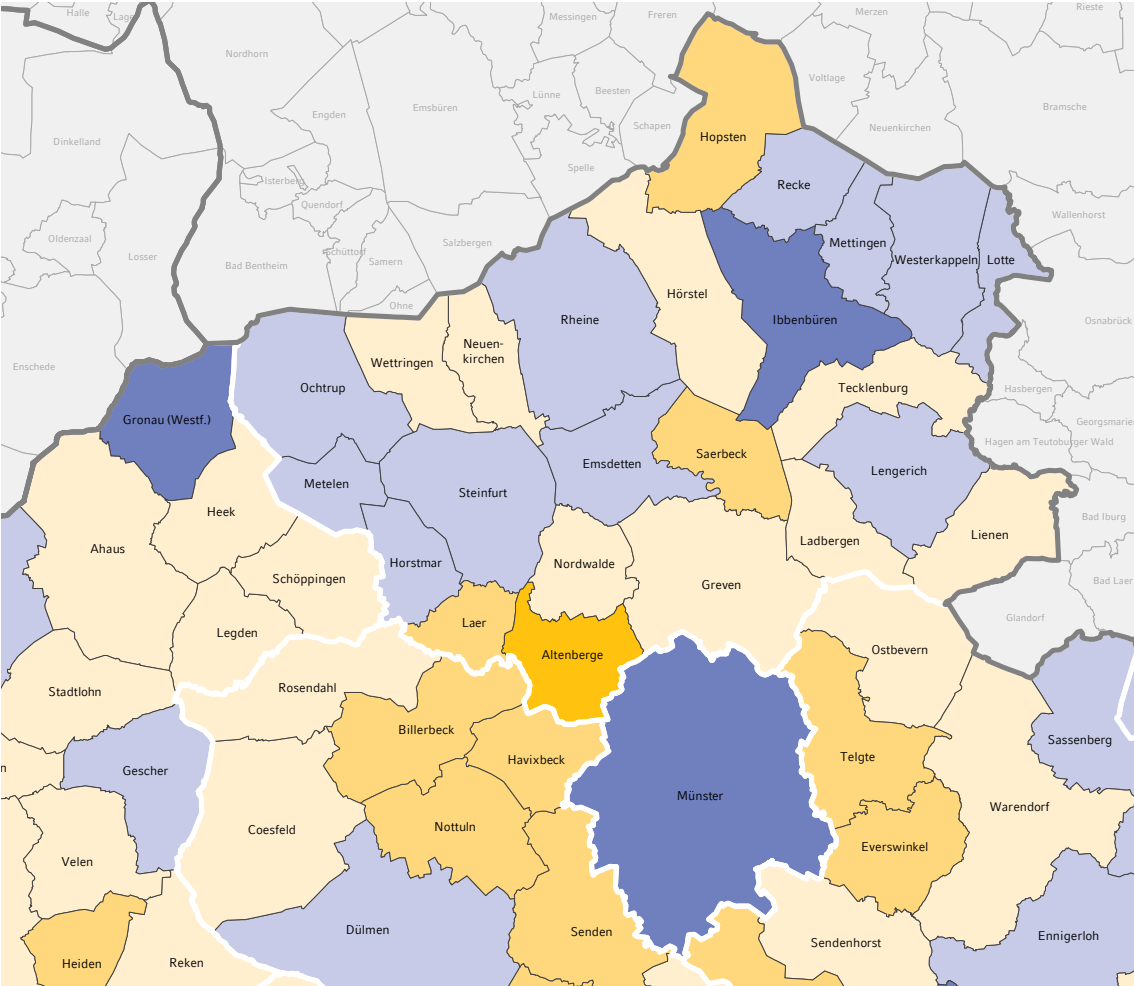 Halle
Lage
Messingen
Freren
Merzen
Rieste
Nordhorn
Voltlage
Lünne
Beesten
Emsbüren
Bramsche
Engden
Schapen
Neuenkirchen
Hopsten
Dinkelland
Spelle
Isterberg
Recke
Quendorf
Wallenhorst
Oldenzaal
Salzbergen
Mettingen
Losser
Schüttorf
Samern
Westerkappeln
Lotte
Bad Bentheim
Hörstel
Ohne
Rheine
Ibbenbüren
Osnabrück
Neuen-
kirchen
Wettringen
Enschede
Ochtrup
Tecklenburg
Hasbergen
Gronau (Westf.)
Georgsmarie
Hagen am Teutoburger Wald
Saerbeck
Emsdetten
Lengerich
Metelen
Steinfurt
Heek
Bad Iburg
Lienen
Ladbergen
Ahaus
Horstmar
Nordwalde
Schöppingen
Greven
Bad Laer
Glandorf
Laer
Legden
Ostbevern
Altenberge
Rosendahl
Stadtlohn
Billerbeck
Sassenberg
Telgte
Havixbeck
n
Gescher
Münster
Warendorf
Nottuln
Coesfeld
Everswinkel
Velen
Dülmen
Senden
Ennigerloh
Sendenhorst
Heiden
Reken